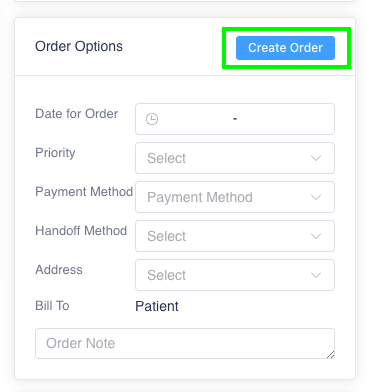 Order Options
Create Order
Date for Order
-
Priority
Select
Payment Method
Payment Method
Handoff Method
Select
Address
Select
Bill To
Patient
Order Note